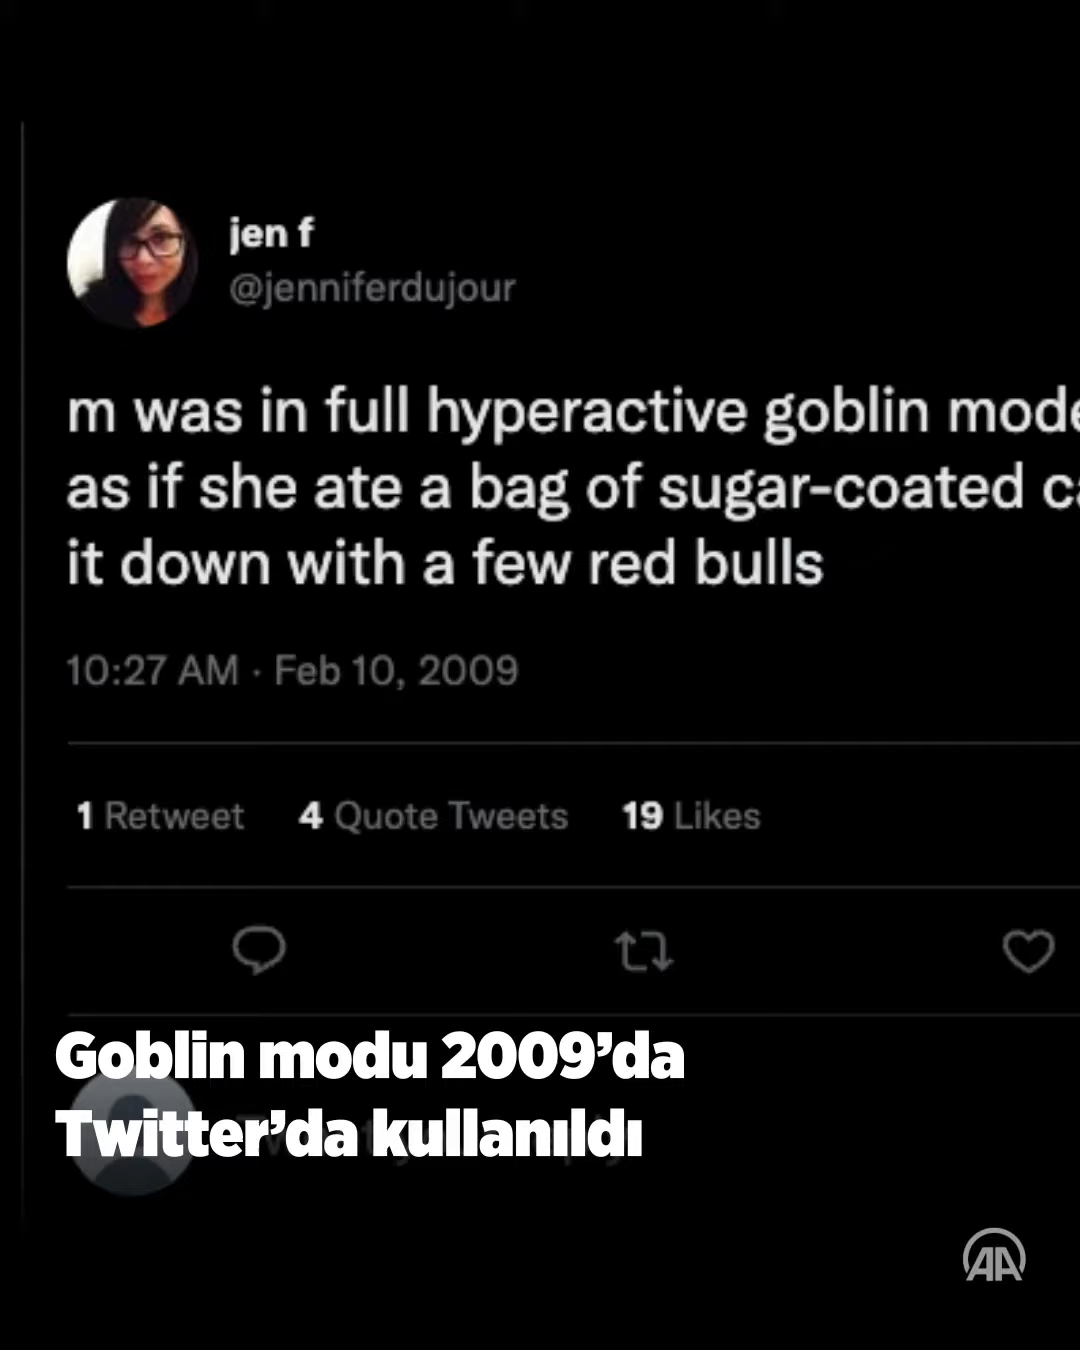 jen f
@jenniferdujour
m was in full hyperactive goblin mode
as if she ate a bag of sugar-coated
it down with a few red bulls
10:27 AM · Feb 10, 2009
1 Retweet 4 Quote Tweets 19 Likes
Goblin modu 2009’da
Twitter’da kullanıldı
AA